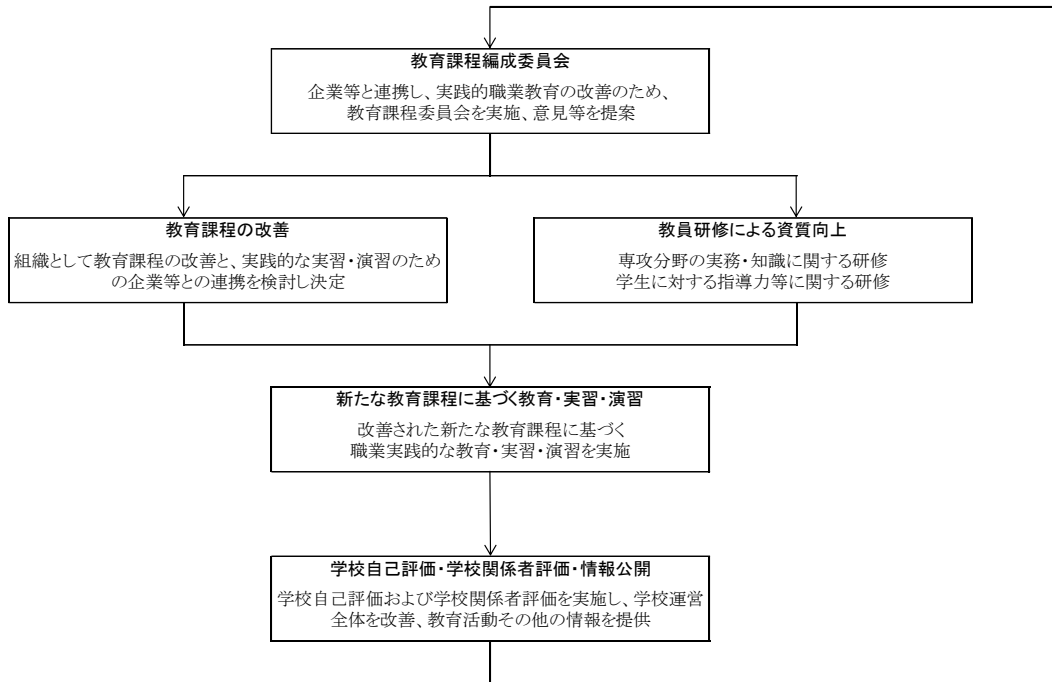 教育課程編成委員会
企業等と連携し、実践的職業教育の改善のため、
教育課程委員会を実施、意見等を提案
教育課程の改善
組織として教育課程の改善と、実践的な実習・演習のため
の企業等との連携を検討し決定
教員研修による資質向上
専攻分野の実務・知識に関する研修
学生に対する指導力等に関する研修
新たな教育課程に基づく教育・実習・演習
改善された新たな教育課程に基づく
職業実践的な教育・実習・演習を実施
学校自己評価・学校関係者評価・情報公開
学校自己評価および学校関係者評価を実施し、学校運営
全体を改善、教育活動その他の情報を提供